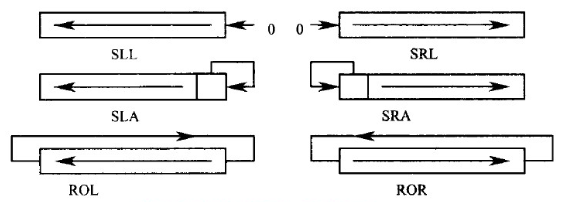 0 0
SLL SRL
SLA SRA
ROL ROR